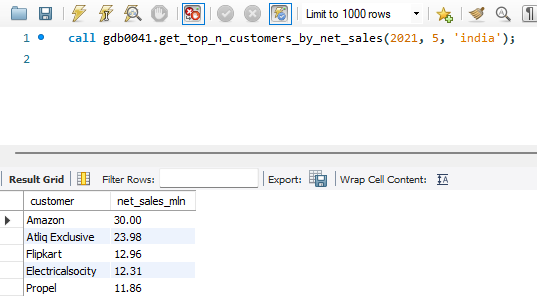 Limit to 1000 rows
1 call gdb0041.get_top_n_customers_by_net_sales(2021, 5, 'india');
2
Result Grid Filter Rows: Export: Wrap Cell Content: IA
customer net_sales_mln
Amazon 30.00
Atliq Exclusive 23.98
Flipkart 12.96
Electricalsocity 12.31
Propel 11.86